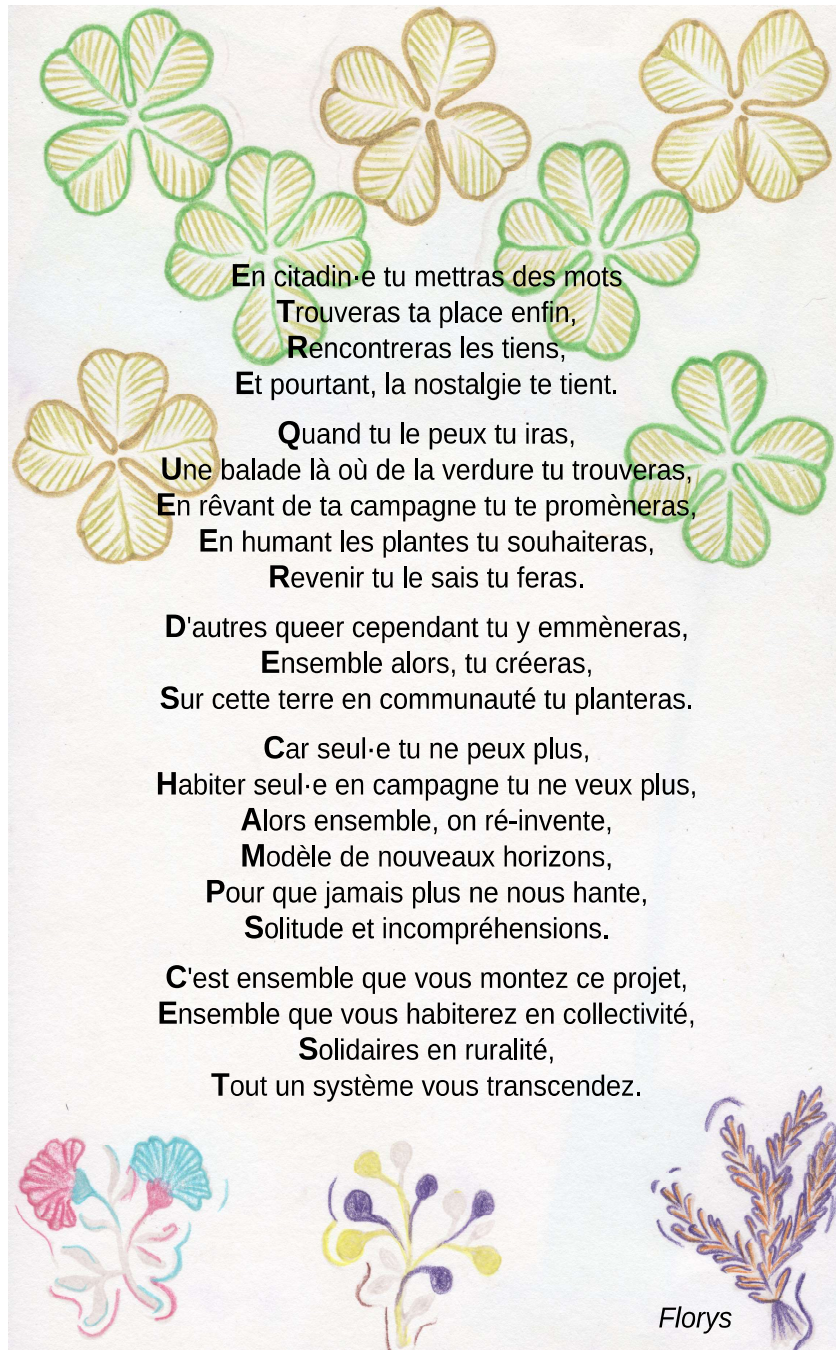 En citadin·e tu mettras des mots
Trouveras ta place enfin,
Rencontreras les tiens,
Et pourtant, la nostalgie te tient.
Quand tu le peux tu iras,
Une balade là où de la verdure tu trouveras,
En rêvant de ta campagne tu te promèneras,
En humant les plantes tu souhaiteras,
Revenir tu le sais tu feras.
D'autres queer cependant tu y emmèneras,
Ensemble alors, tu créeras,
Sur cette terre en communauté tu planteras.
Car seul·e tu ne peux plus,
Habiter seul·e en campagne tu ne veux plus,
Alors ensemble, on ré-invente,
Modèle de nouveaux horizons,
Pour que jamais plus ne nous hante,
Solitude et incompréhensions.
C'est ensemble que vous montez ce projet,
Ensemble que vous habiterez en collectivité,
Solidaires en ruralité,
Tout un système vous transcendez.
Florys